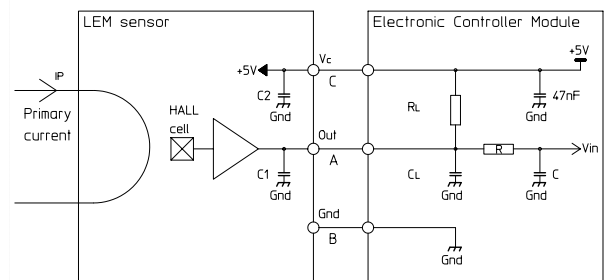 LEM sensor
Electronic Controller Module
IP
Primary
current
HALL
cell
+5V
C2
Gnd
C1
Gnd
Vc
C
Out
A
Gnd
B
+5V
RL
47nF
Gnd
R
Vin
CL
Gnd
C
Gnd
Gnd